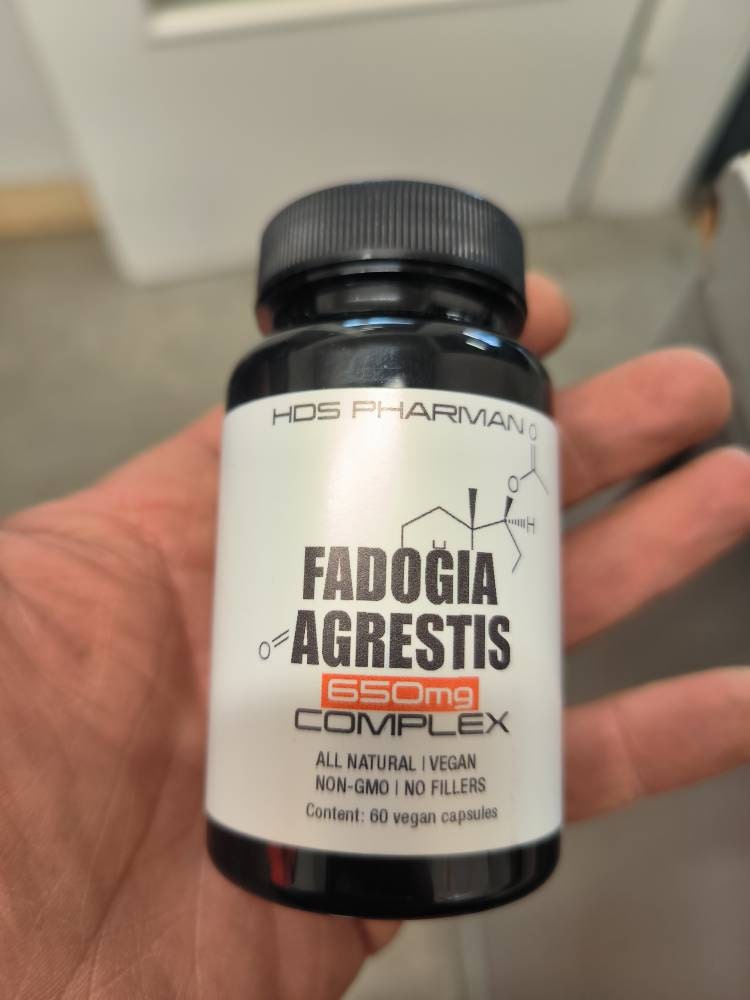 HDS PHARMAN
O
O
H
H
FADOGIA
AGRESTIS
O
650mg
COMPLEX
ALL NATURAL | VEGAN
NON-GMO | NO FILLERS
Content: 60 vegan capsules